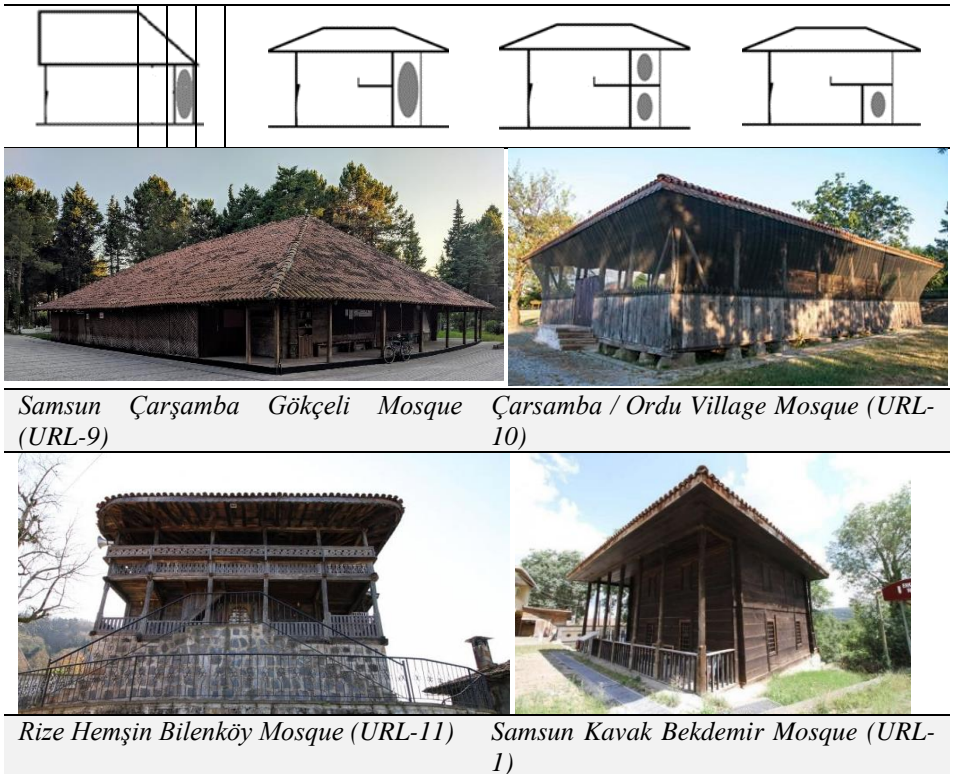 Samsun Çarşamba Gökçeli Mosque
(URL-9)
Çarsamba / Ordu Village Mosque (URL-
10)
Rize Hemşin Bilenköy Mosque (URL-11)
Samsun Kavak Bekdemir Mosque (URL-
1)